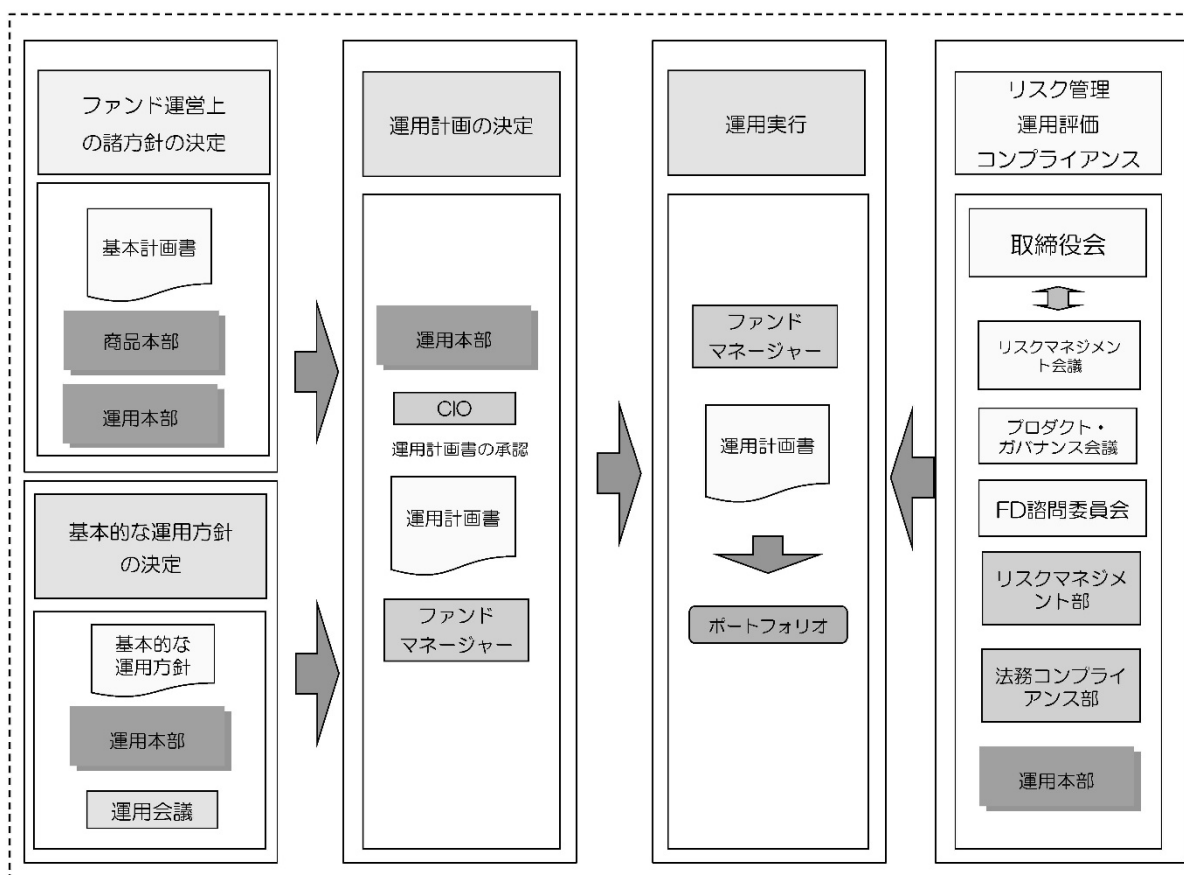 ファンド運営上
の諸方針の決定
基本計画書
商品本部
運用本部
基本的な運用方針
の決定
基本的な
運用方針
運用本部
運用会議
運用計画の決定
運用本部
CIO
運用計画書の承認
運用計画書
ファンド
マネージャー
運用実行
ファンド
マネージャー
運用計画書
ポートフォリオ
リスク管理
運用評価
コンプライアンス
取締役会
リスクマネジメン
ト会議
プロダクト・
ガバナンス会議
FD諮問委員会
リスクマネジメ
ント部
法務コンプライ
アンス部
運用本部